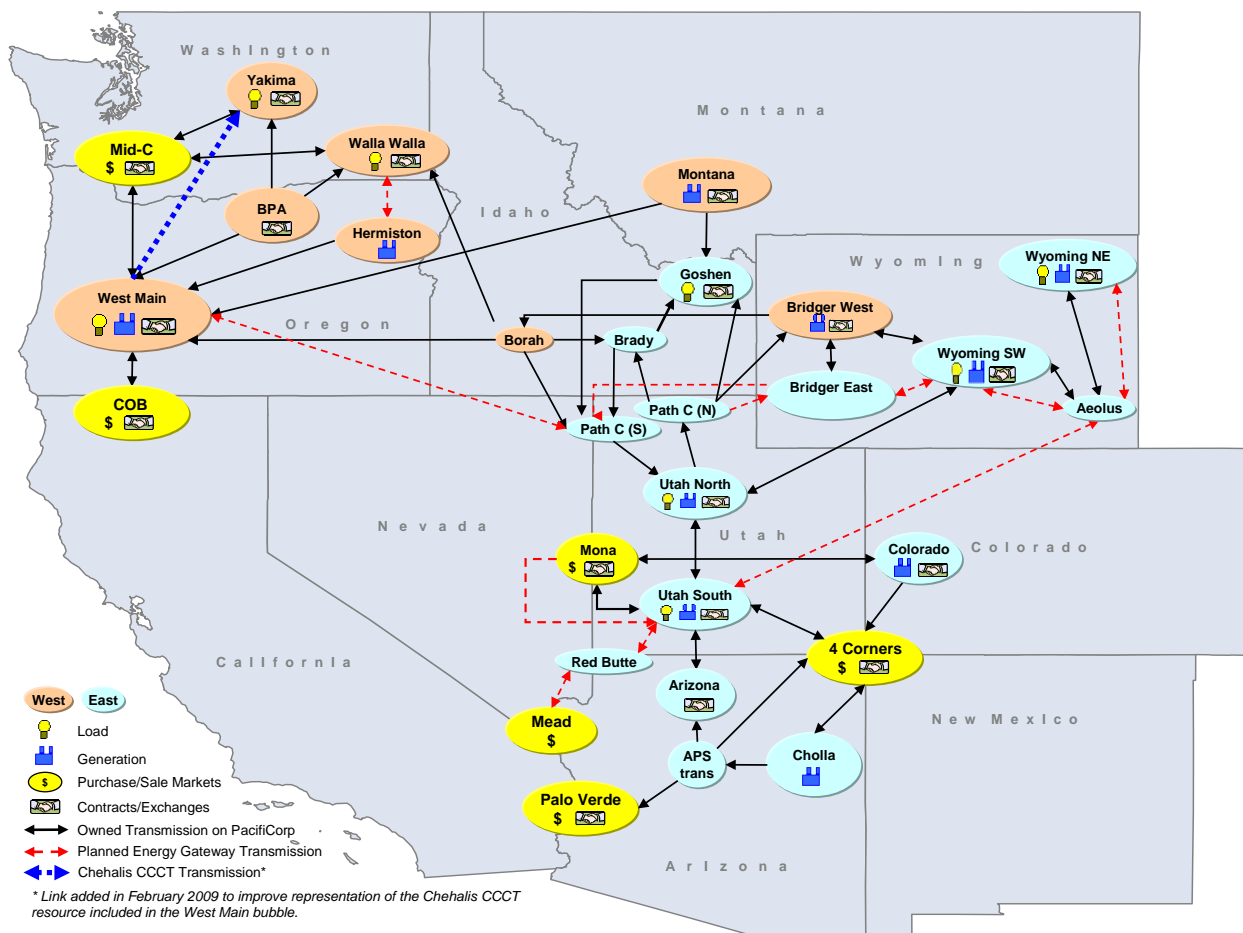 Washington
Yakima
Montana
Mid-C
$
Walla Walla
Montana
BPA
Idaho
Hermiston
Wyoming
Wyoming NE
Goshen
West Main
Oregon
Bridger West
Borah
Brady
Wyoming SW
Bridger East
COB
$
Path C (N)
Aeolus
Path C (S)
Utah North
Nevada
Utah
Mona
$
Colorado
Colorado
Utah South
California
Red Butte
4 Corners
$
Arizona
New Mexico
West
East
Mead
$
Load
APS
trans
Cholla
Generation
$
Purchase/Sale Markets
Palo Verde
$
Contracts/Exchanges
Owned Transmission on PacifiCorp
Planned Energy Gateway Transmission
Arizona
Chehalis CCCT Transmission*
* Link added in February 2009 to improve representation of the Chehalis CCCT
resource included in the West Main bubble.